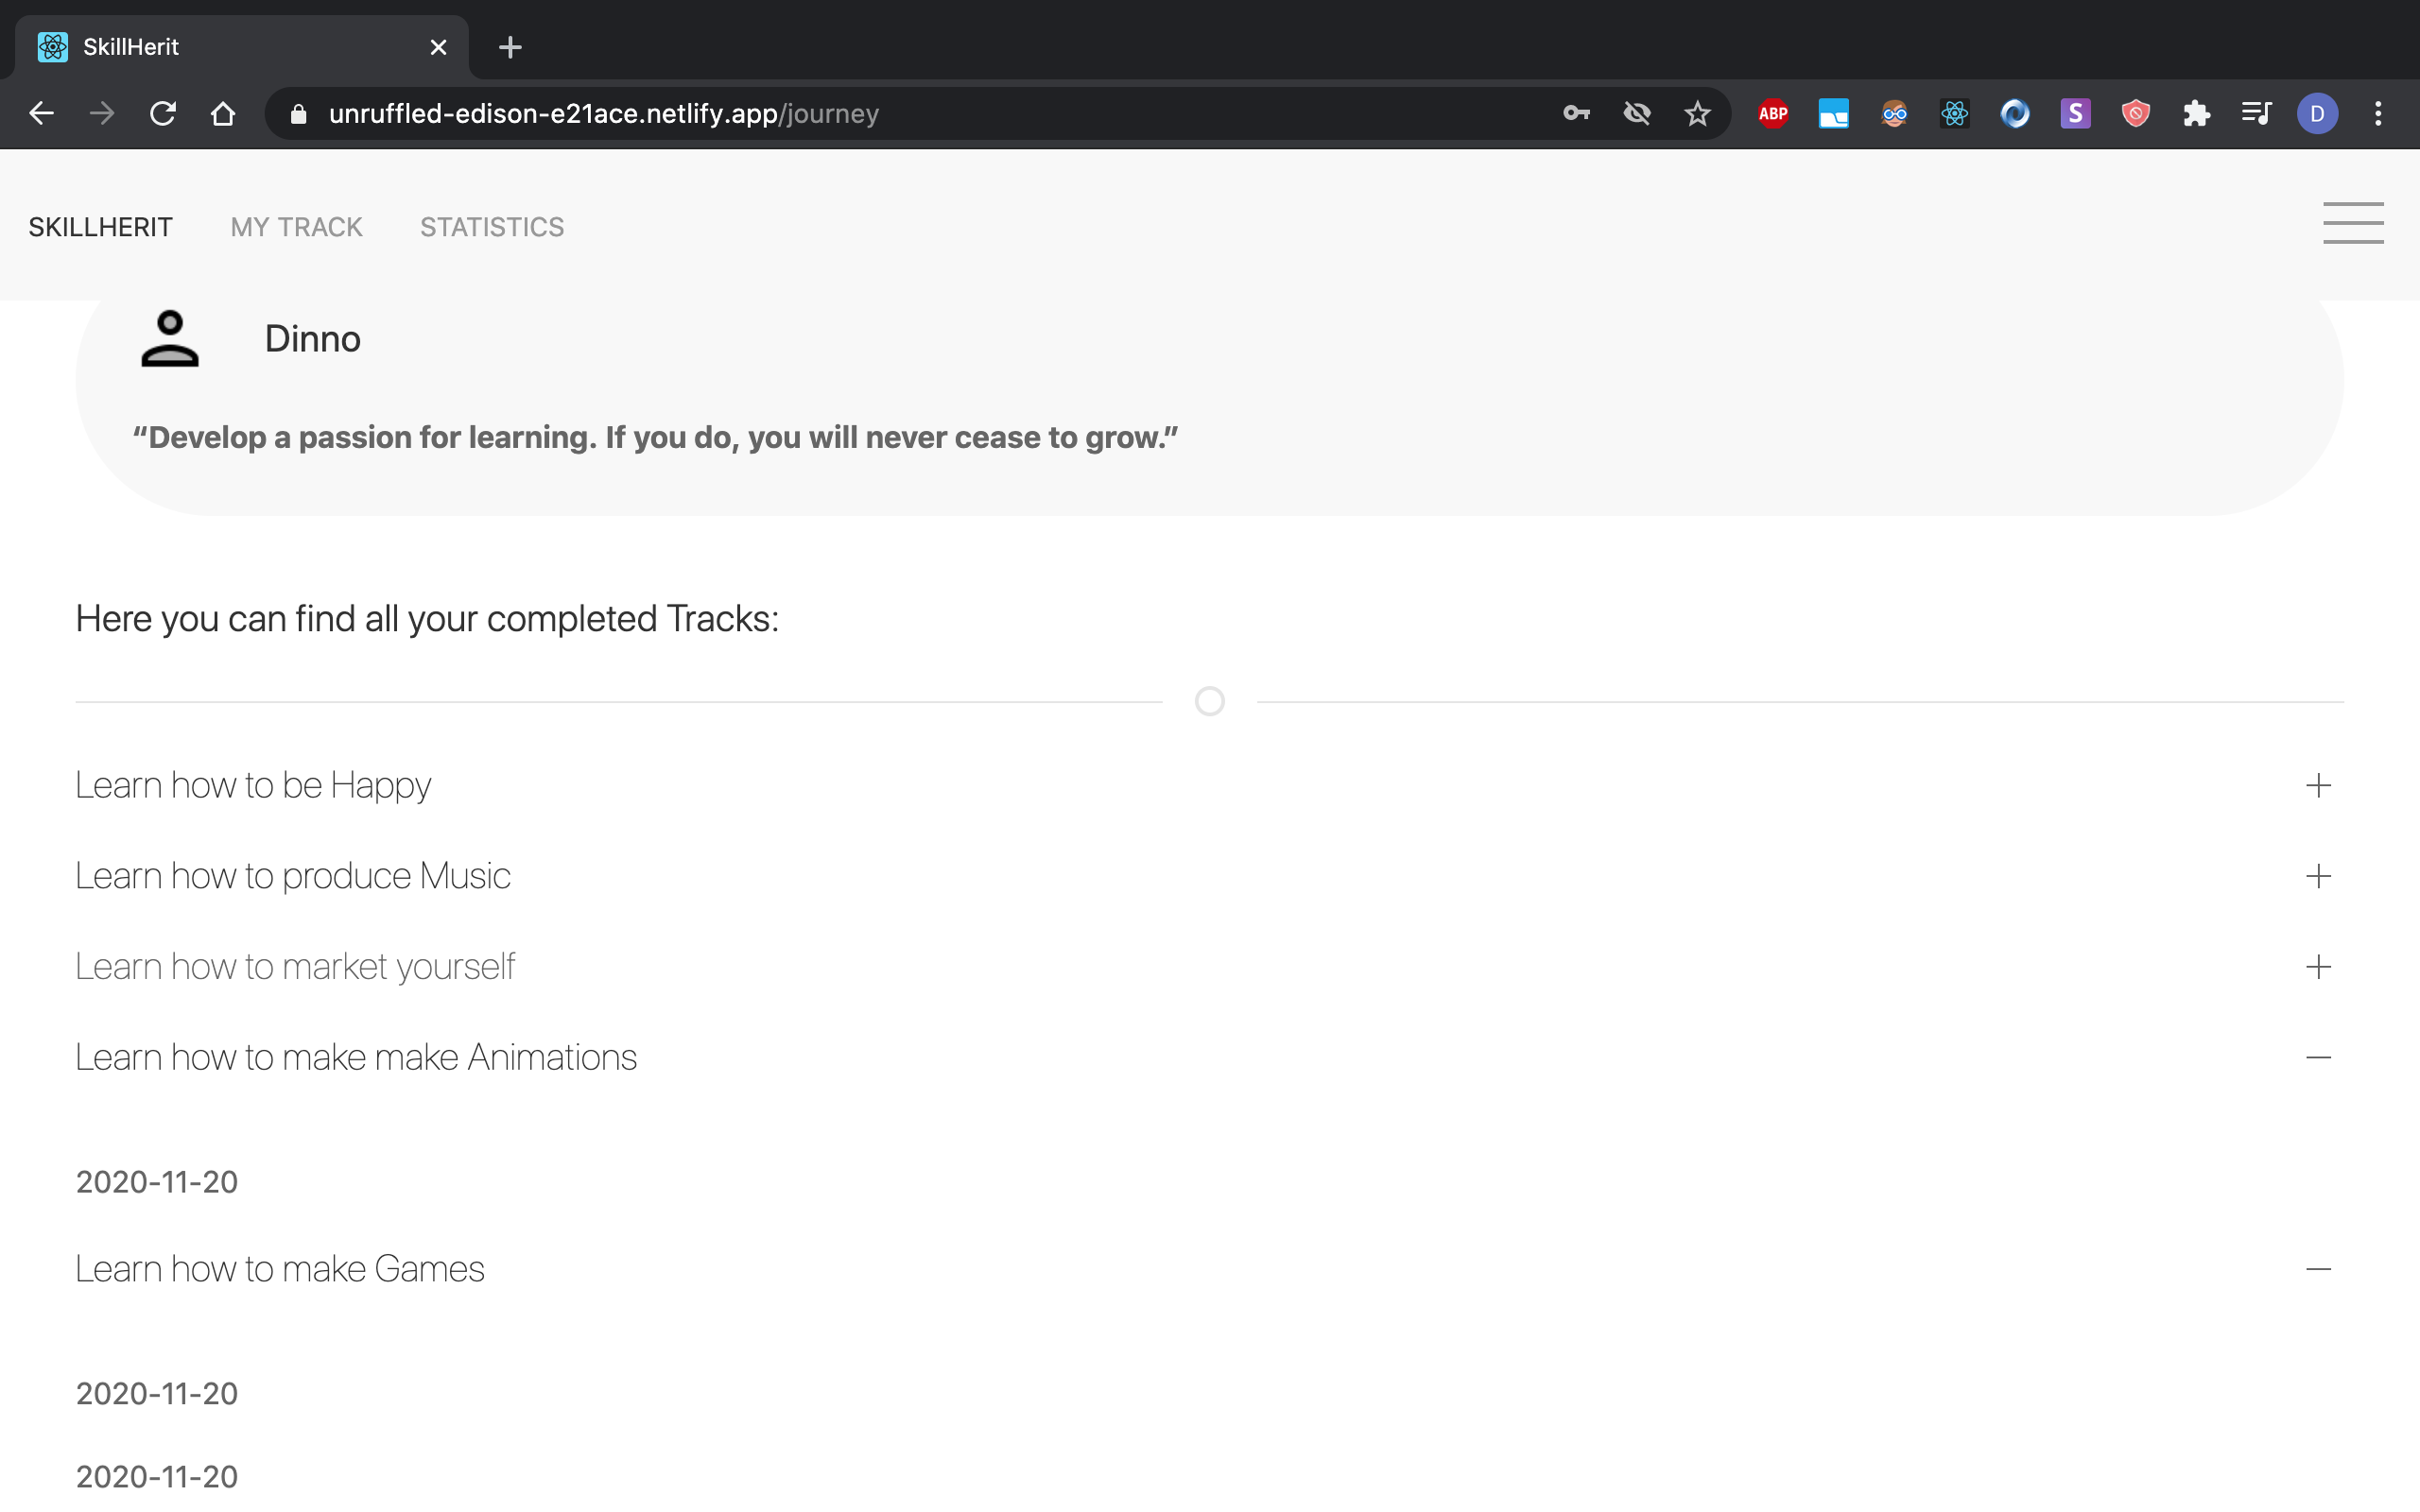 SkillHerit
unruffled-edison-e21ace.netlify.app/journey
ABP
S
D
SKILLHERIT MY TRACK STATISTICS
Dinno
“Develop a passion for learning. If you do, you will never cease to grow.”
Here you can find all your completed Tracks:
Learn how to be Happy
Learn how to produce Music
Learn how to market yourself
Learn how to make make Animations
2020-11-20
Learn how to make Games
2020-11-20
2020-11-20